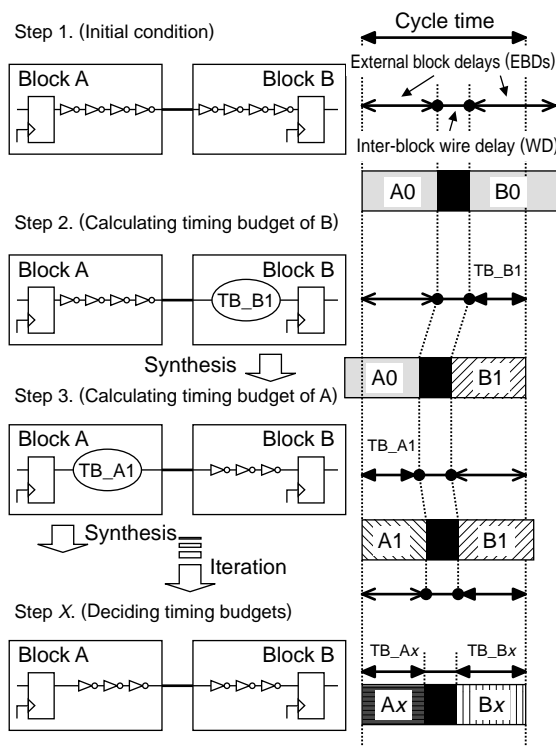 Step 1. (Initial condition)
Cycle time
Block A
Block B
External block delays (EBDs)
Inter-block wire delay (WD)
A0
B0
Step 2. (Calculating timing budget of B)
Block A
Block B
TB_B1
TB_B1
Synthesis
A0
B1
Step 3. (Calculating timing budget of A)
Block A
Block B
TB_A1
TB_A1
Synthesis
A1
B1
Iteration
Step X. (Deciding timing budgets)
Block A
Block B
TB_Ax
TB_Bx
Ax
Bx